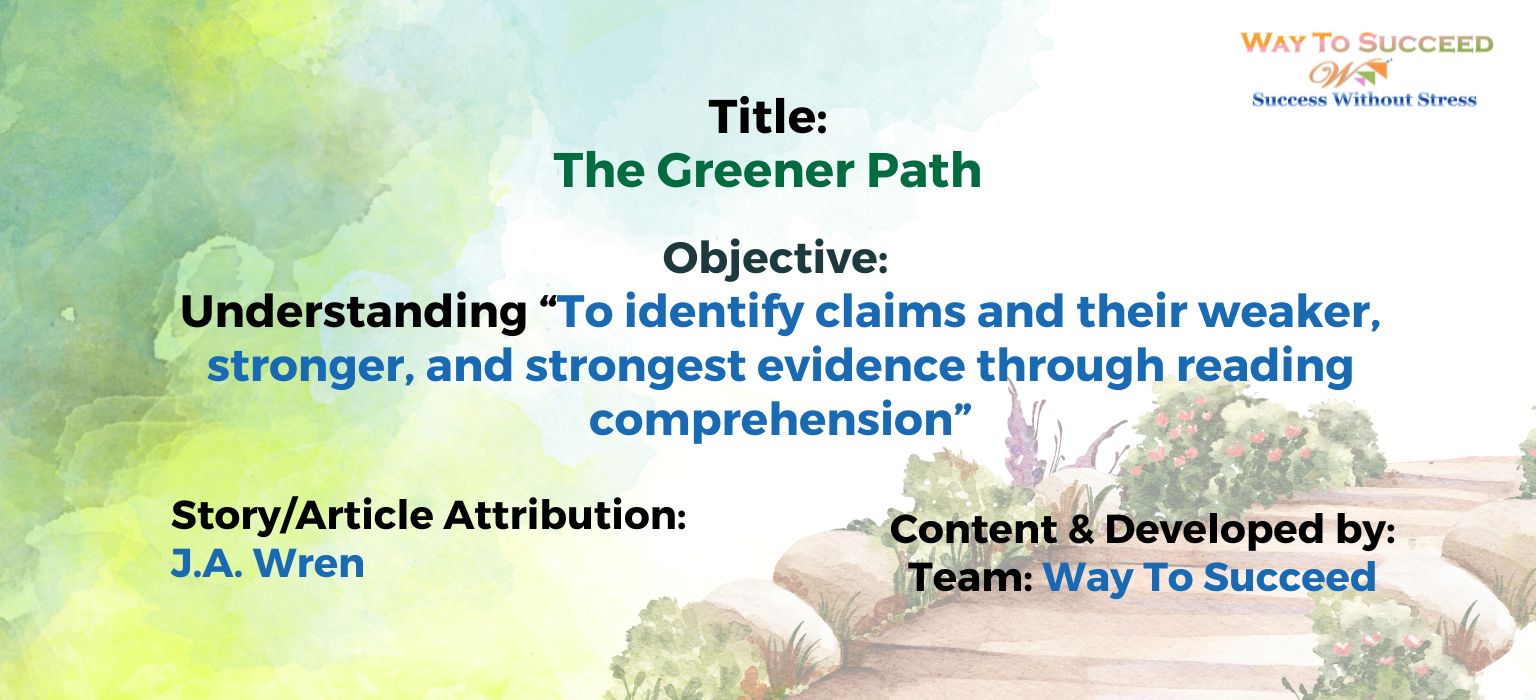 WAY TO SUCCEED
W
Success Without Stress
Title:
The Greener Path
Objective:
Understanding “To identify claims and their weaker,
stronger, and strongest evidence through reading
comprehension”
Story/Article Attribution:
J.A. Wren
Content & Developed by:
Team: Way To Succeed